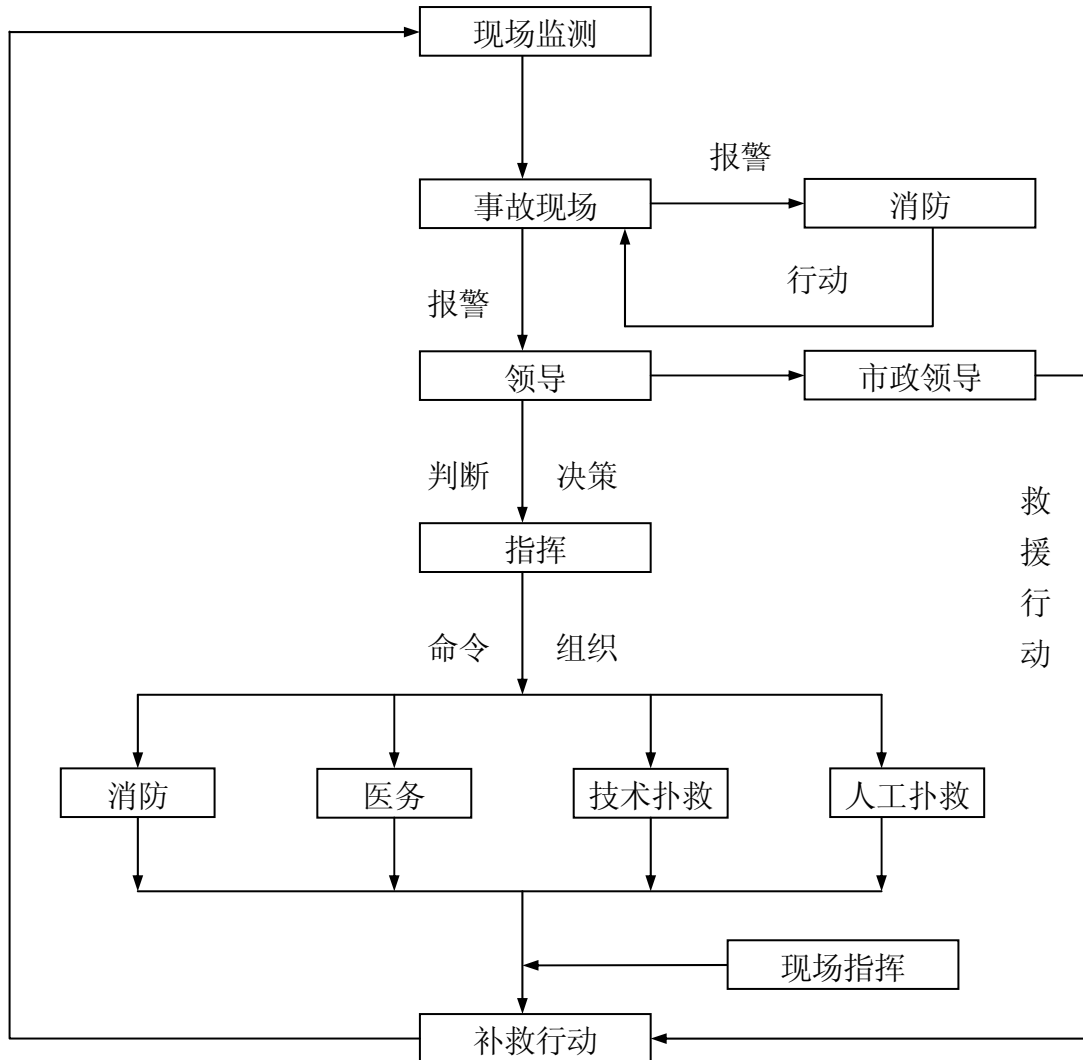 现场监测
报警
事故现场
消防
行动
报警
领导
市政领导
判断
决策
指挥
救援行动
命令
组织
消防
医务
技术扑救
人工扑救
现场指挥
补救行动